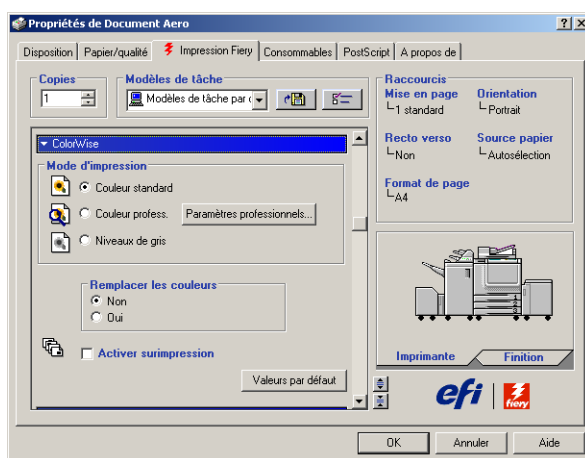 Propriétés de Document Aero
Disposition Papier/qualité Impression Fiery Consommables PostScript A propos de
Copies
1
Modèles de tâche
Modèles de tâche par
ColorWise
Mode d'impression
Couleur standard
Couleur profess.
Paramètres professionnels...
Niveaux de gris
Remplacer les couleurs
Non
Oui
Activer surimpression
Valeurs par défaut
Raccourcis
Mise en page Orientation
1 standard Portrait
Recto verso Source papier
Non Autosélection
Format de page
A4
1
2
3
Imprimante Finition
efi fiery
OK Annuler Aide